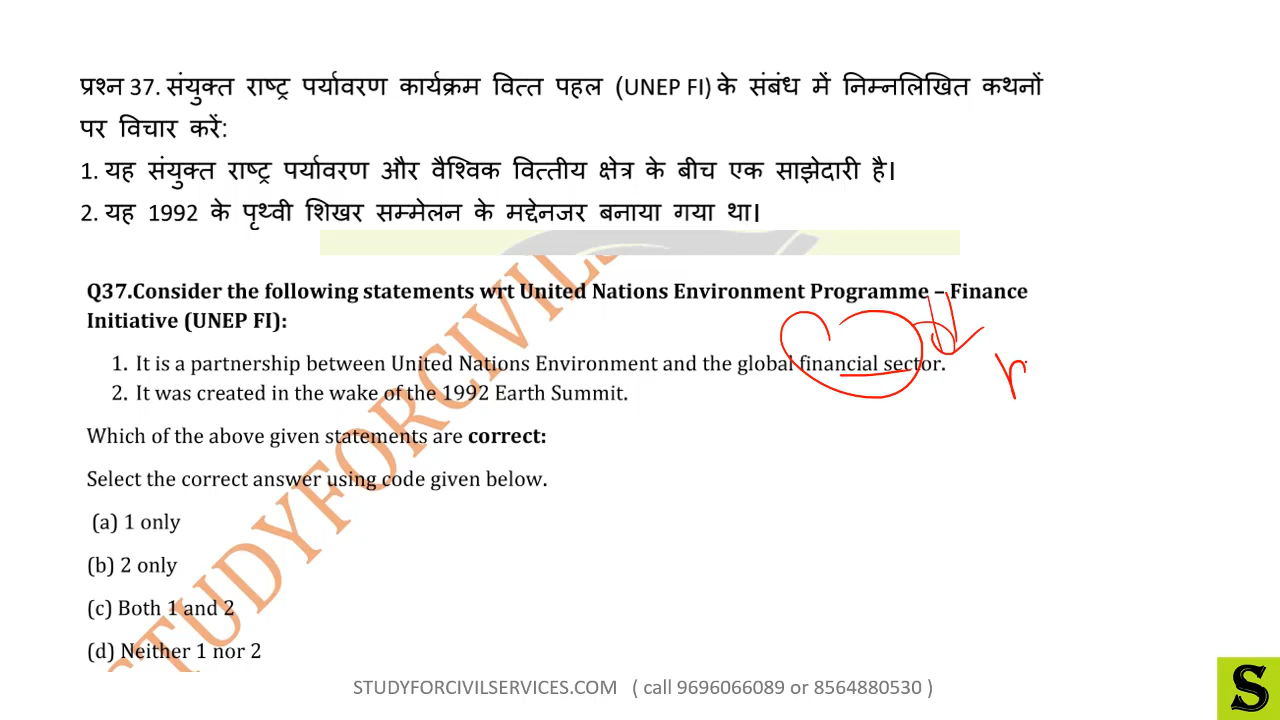 प्रश्न 37. संयुक्त राष्ट्र पर्यावरण कार्यक्रम वित्त पहल (UNEP FI) के संबंध में निम्नलिखित कथनों
पर विचार करें:
1. यह संयुक्त राष्ट्र पर्यावरण और वैश्विक वित्तीय क्षेत्र के बीच एक साझेदारी है।
2. यह 1992 के पृथ्वी शिखर सम्मेलन के मद्देनजर बनाया गया था।
Q37.Consider the following statements wrt United Nations Environment Programme – Finance
Initiative (UNEP FI):
1. It is a partnership between United Nations Environment and the global financial sector.
2. It was created in the wake of the 1992 Earth Summit.
Which of the above given statements are correct:
Select the correct answer using code given below.
(a) 1 only
(b) 2 only
(c) Both 1 and 2
(d) Neither 1 nor 2
STUDYFORCIVILS
STUDYFORCIVILSERVICES.COM ( call 9696066089 or 8564880530 )
S